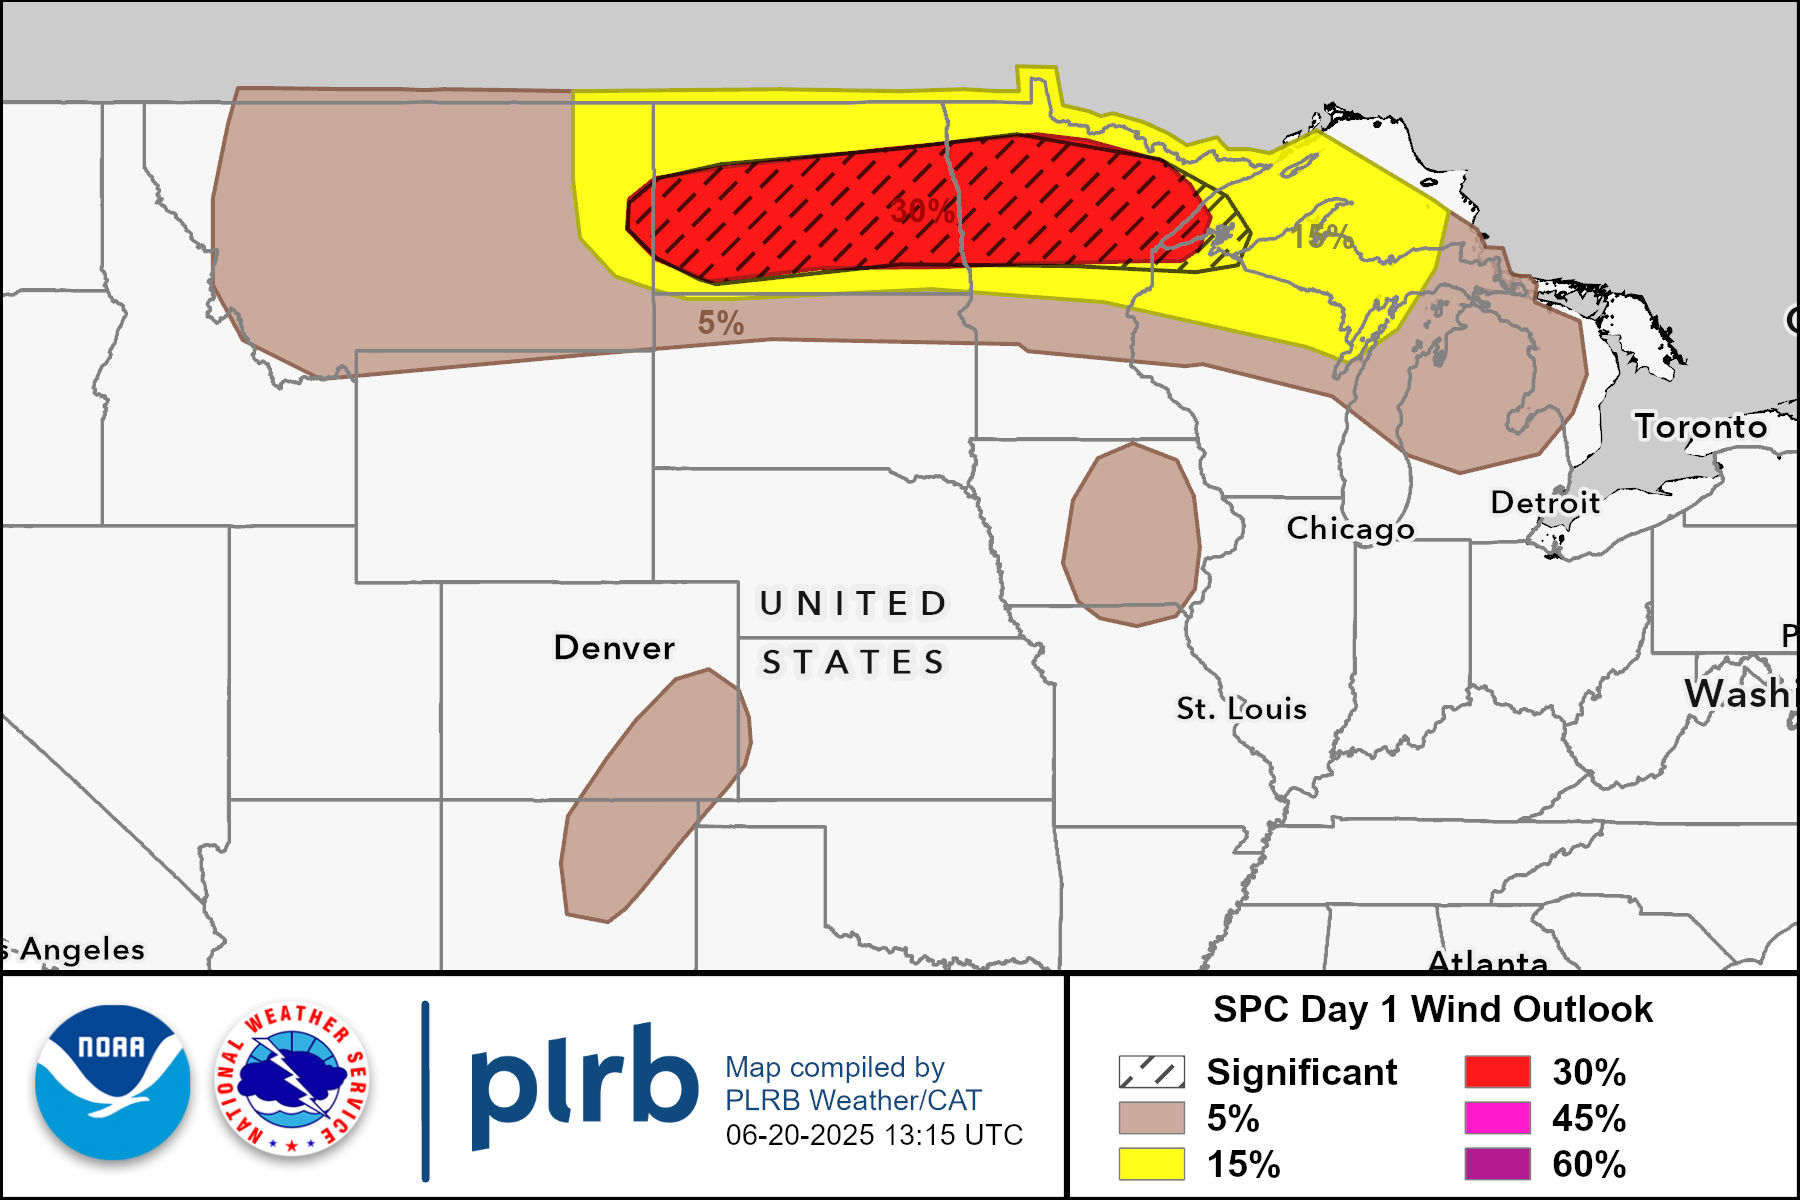 30%
15%
5%
Toronto
Detroit
Chicago
UNITED
STATES
Denver
St. Louis
Washi
P
s Angeles
Atlanta
NOAA
NATIONAL WEATHER SERVICE
plrb
Map compiled by
PLRB Weather/CAT
06-20-2025 13:15 UTC
SPC Day 1 Wind Outlook
Significant
5%
15%
30%
45%
60%